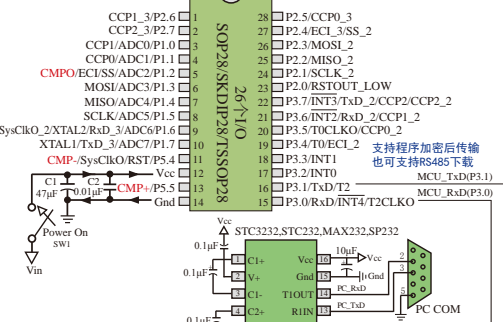 CCP1_3/P2.6 1
CCP2_3/P2.7 2
CCP1/ADC0/P1.0 3
CCP0/ADC1/P1.1 4
CMPO/ECI/SS/ADC2/P1.2 5
MOSI/ADC3/P1.3 6
MISO/ADC4/P1.4 7
SCLK/ADC5/P1.5 8
SysClkO_2/XTAL2/RxD_3/ADC6/P1.6 9
XTAL1/TxD_3/ADC7/P1.7 10
CMP-/SysClkO/RST/P5.4 11
Vcc 12
CMP+/P5.5 13
Gnd 14
SOP28/SKDIP28/TSSOP28
26个I/O
28 P2.5/CCP0_3
27 P2.4/ECI_3/SS_2
26 P2.3/MOSI_2
25 P2.2/MISO_2
24 P2.1/SCLK_2
23 P2.0/RSTOUT_LOW
22 P3.7/INT3/TxD_2/CCP2/CCP2_2
21 P3.6/INT2/RxD_2/CCP1_2
20 P3.5/T0CLKO/CCP0_2
19 P3.4/T0/ECI_2
18 P3.3/INT1
17 P3.2/INT0
16 P3.1/TxD/T2
15 P3.0/RxD/INT4/T2CLKO
支持程序加密后传输
也可支持RS485下载
MCU_TxD(P3.1)
MCU_RxD(P3.0)
C1
47μF
C2
0.01μF
Power On
SW1
Vin
Vcc
STC3232,STC232,MAX232,SP232
0.1μF
0.1μF
0.1μF
1 C1+
2 V+
3 C1-
4 C2+
Vcc 16
Gnd 15
T1OUT 14
R1IN 13
10μF
Vcc
Gnd
PC_RxD
PC_TxD
2
3
5
PC COM